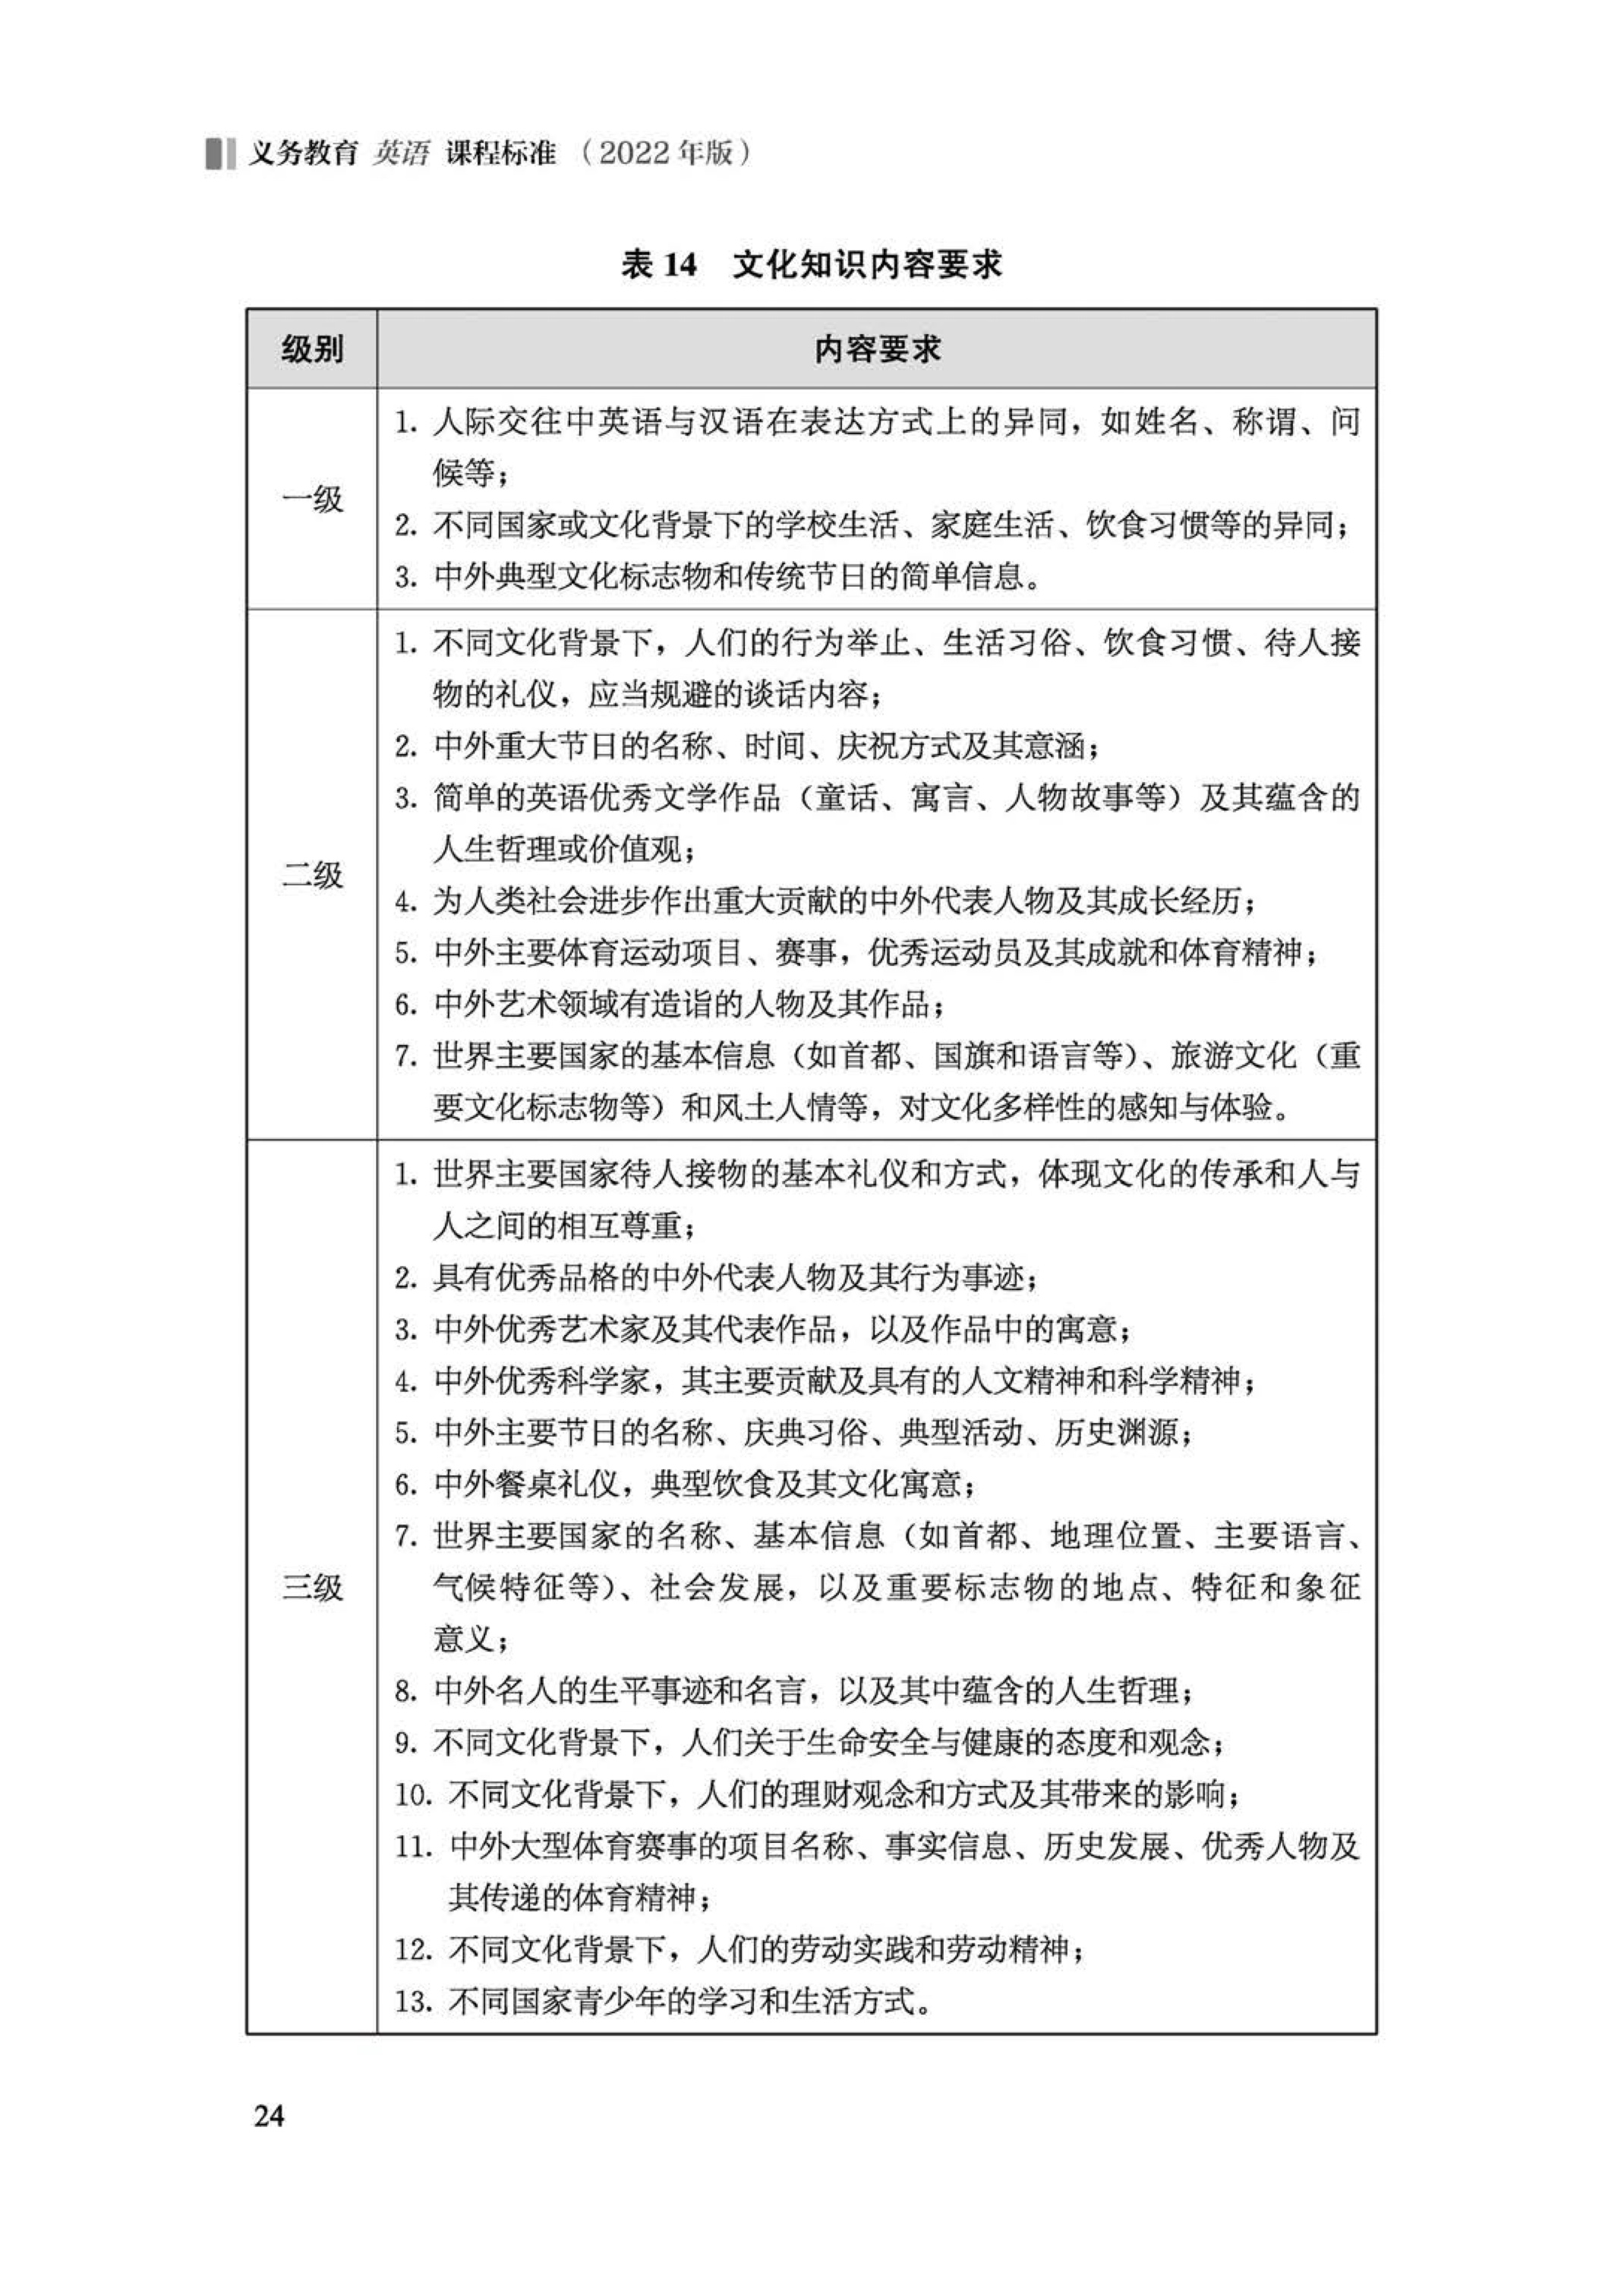 义务教育 英语 课程标准（2022年版）
表 14 文化知识内容要求
级别 内容要求
一级
1. 人际交往中英语与汉语在表达方式上的异同，如姓名、称谓、问
候等；
2. 不同国家或文化背景下的学校生活、家庭生活、饮食习惯等的异同；
3. 中外典型文化标志物和传统节日的简单信息。
二级
1. 不同文化背景下，人们的行为举止、生活习俗、饮食习惯、待人接
物的礼仪，应当规避的谈话内容；
2. 中外重大节日的名称、时间、庆祝方式及其意涵；
3. 简单的英语优秀文学作品（童话、寓言、人物故事等）及其蕴含的
人生哲理或价值观；
4. 为人类社会进步作出重大贡献的中外代表人物及其成长经历；
5. 中外主要体育运动项目、赛事，优秀运动员及其成就和体育精神；
6. 中外艺术领域有造诣的人物及其作品；
7. 世界主要国家的基本信息（如首都、国旗和语言等）、旅游文化（重
要文化标志物等）和风土人情等，对文化多样性的感知与体验。
三级
1. 世界主要国家待人接物的基本礼仪和方式，体现文化的传承和人与
人之间的相互尊重；
2. 具有优秀品格的中外代表人物及其行为事迹；
3. 中外优秀艺术家及其代表作品，以及作品中的寓意；
4. 中外优秀科学家，其主要贡献及具有的人文精神和科学精神；
5. 中外主要节日的名称、庆典习俗、典型活动、历史渊源；
6. 中外餐桌礼仪，典型饮食及其文化寓意；
7. 世界主要国家的名称、基本信息（如首都、地理位置、主要语言、
气候特征等）、社会发展，以及重要标志物的地点、特征和象征
意义；
8. 中外名人的生平事迹和名言，以及其中蕴含的人生哲理；
9. 不同文化背景下，人们关于生命安全与健康的态度和观念；
10. 不同文化背景下，人们的理财观念和方式及其带来的影响；
11. 中外大型体育赛事的项目名称、事实信息、历史发展、优秀人物及
其传递的体育精神；
12. 不同文化背景下，人们的劳动实践和劳动精神；
13. 不同国家青少年的学习和生活方式。
24